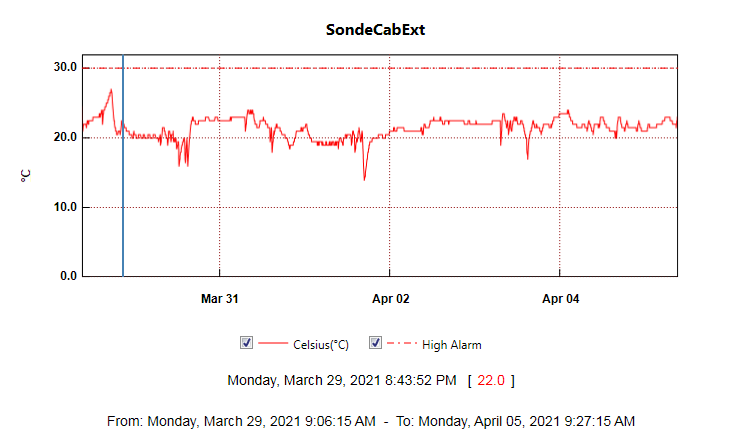 SondeCabExt
30.0
20.0
10.0
0.0
°C
Mar 31 Apr 02 Apr 04
Celsius(°C) High Alarm
Monday, March 29, 2021 8:43:52 PM [ 22.0 ]
From: Monday, March 29, 2021 9:06:15 AM - To: Monday, April 05, 2021 9:27:15 AM